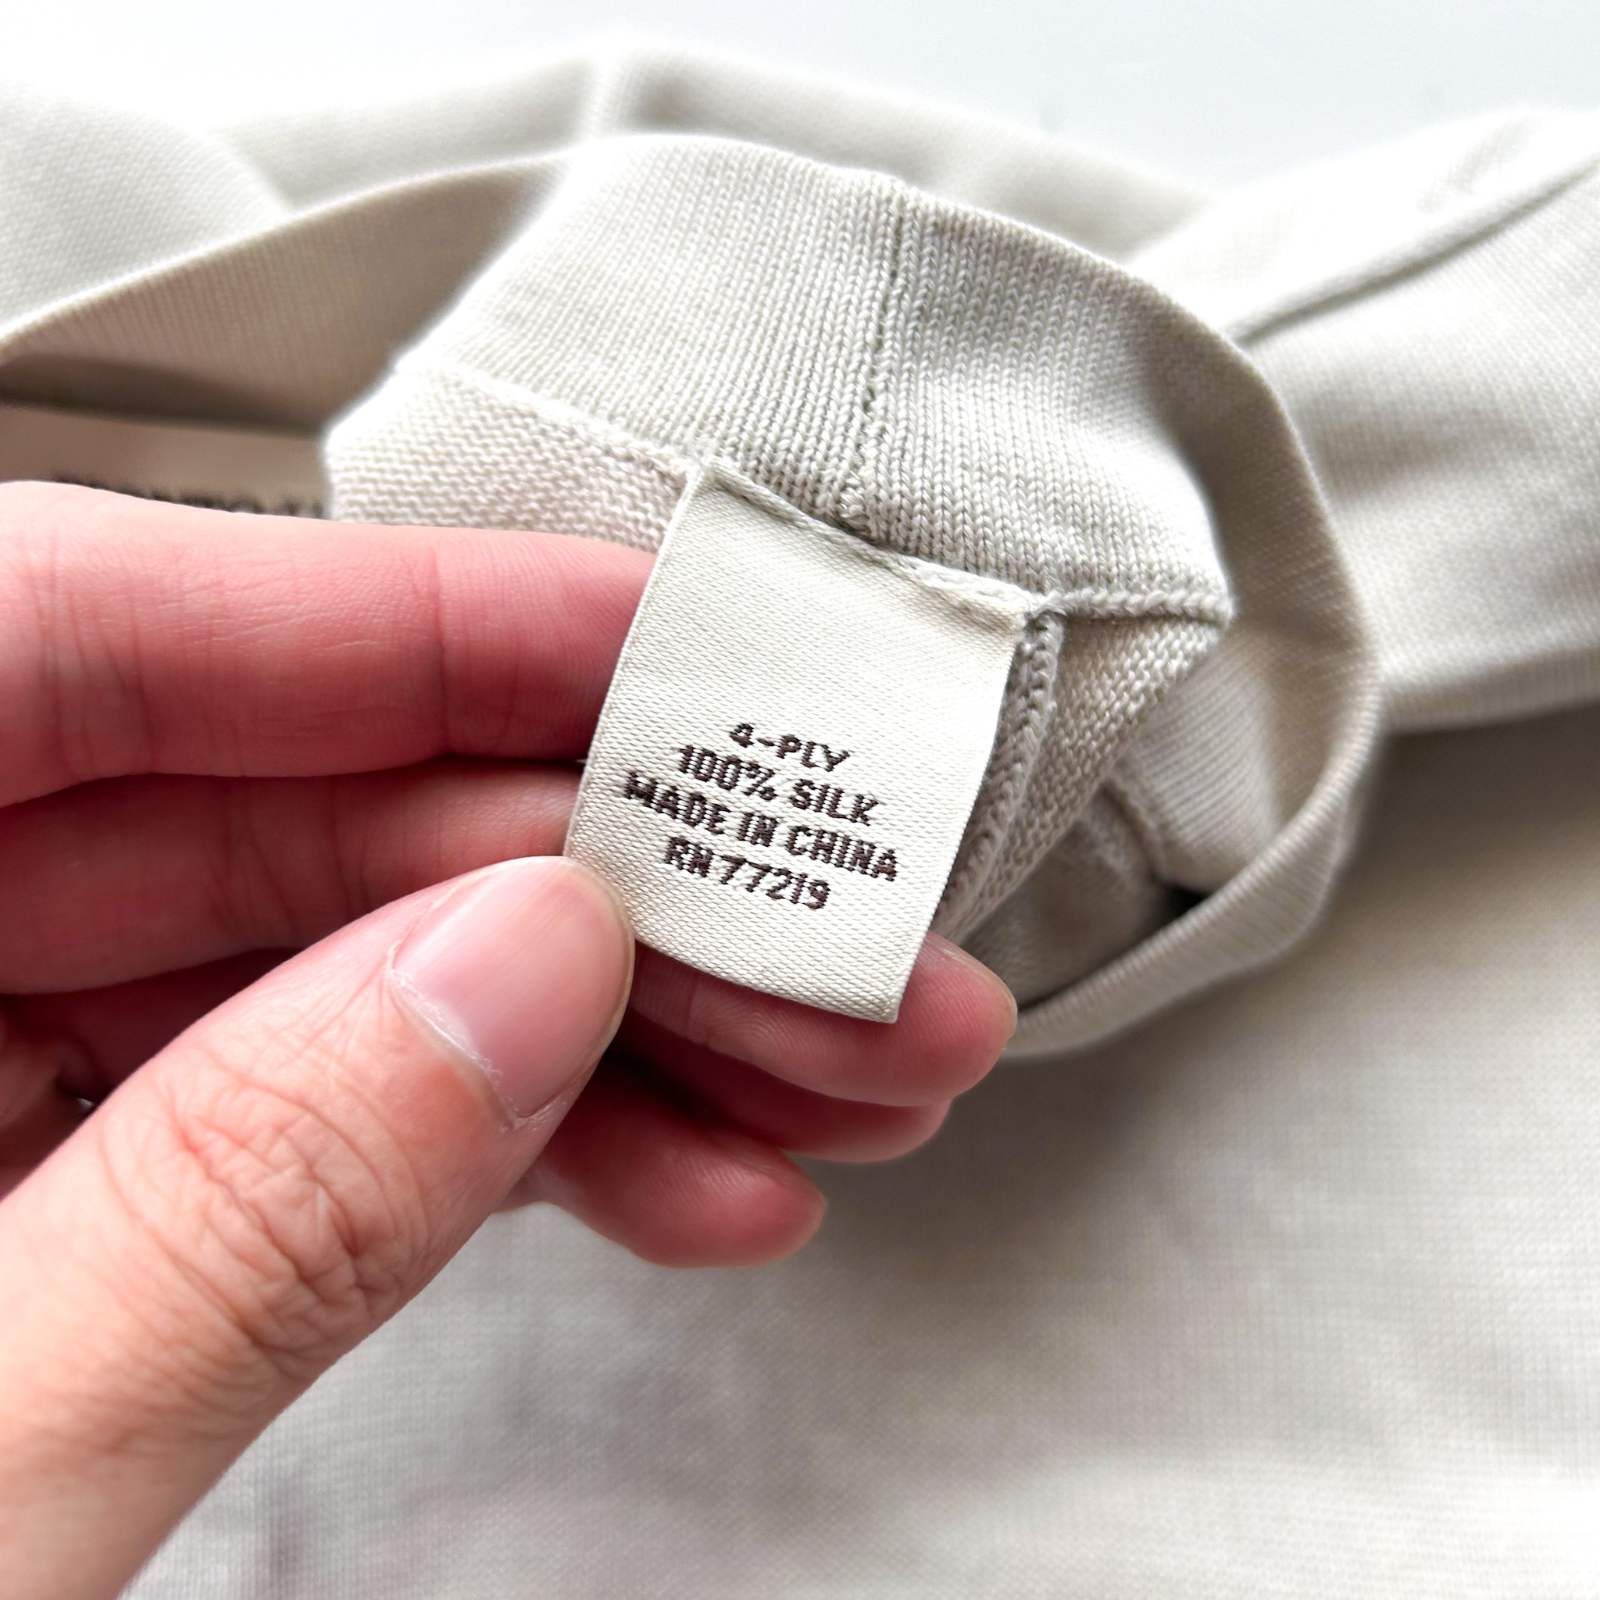 4-PLY
100% SILK
MADE IN CHINA
RN 77219